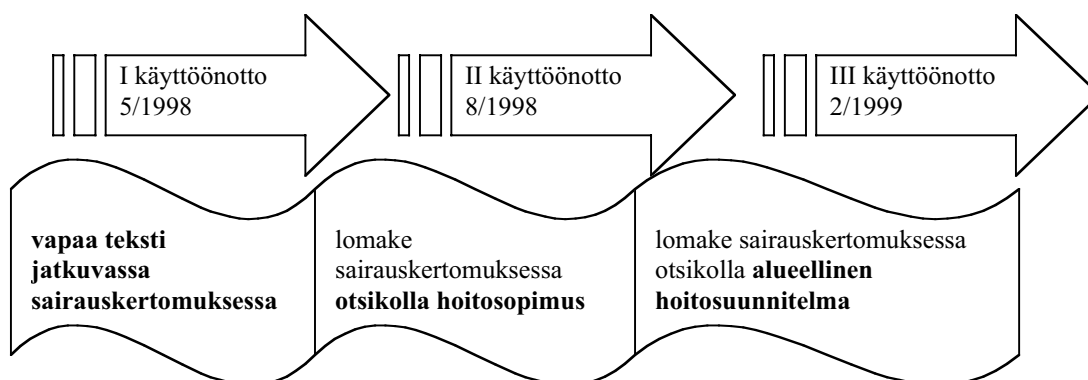 I käyttöönotto
5/1998
II käyttöönotto
8/1998
III käyttöönotto
2/1999
vapaa teksti
jatkuvassa
sairauskertomuksessa
lomake
sairauskertomuksessa
otsikolla hoitosopimus
lomake sairauskertomuksessa
otsikolla alueellinen
hoitosuunnitelma